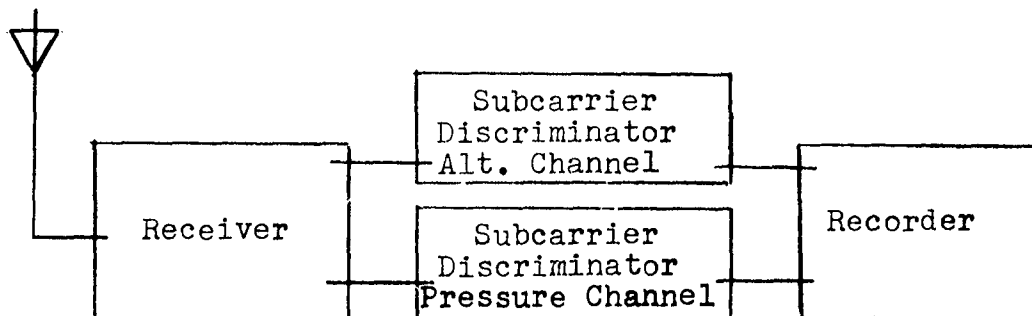 Subcarrier
Discriminator
Alt. Channel
Receiver
Recorder
Subcarrier
Discriminator
Pressure Channel